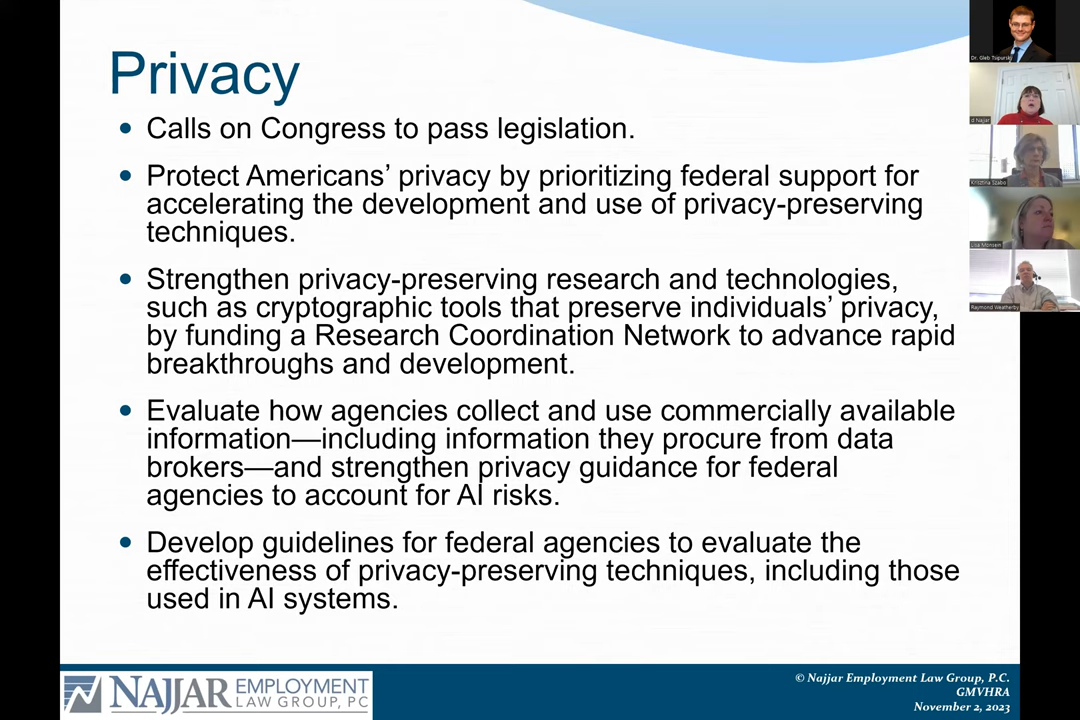 Privacy
• Calls on Congress to pass legislation.
• Protect Americans’ privacy by prioritizing federal support for
accelerating the development and use of privacy-preserving
techniques.
• Strengthen privacy-preserving research and technologies,
such as cryptographic tools that preserve individuals’ privacy,
by funding a Research Coordination Network to advance rapid
breakthroughs and development.
• Evaluate how agencies collect and use commercially available
information—including information they procure from data
brokers—and strengthen privacy guidance for federal
agencies to account for AI risks.
• Develop guidelines for federal agencies to evaluate the
effectiveness of privacy-preserving techniques, including those
used in AI systems.
NAJJAR EMPLOYMENT
LAW GROUP, PC
© Najjar Employment Law Group, P.C.
GMVHRA
November 2, 2023
Dr. Gleb Tsipursky
d Najjar
Krisztina Szabo
Raymond Weatherby